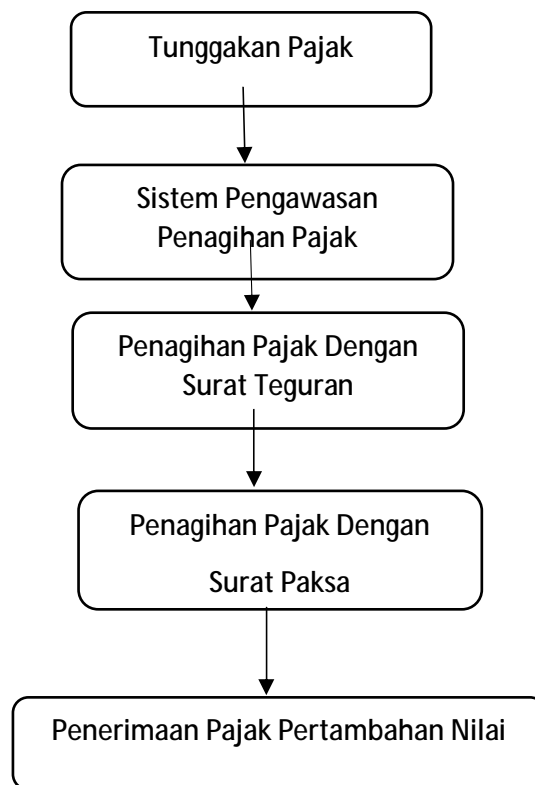 Tunggakan Pajak
Sistem Pengawasan
Penagihan Pajak
Penagihan Pajak Dengan
Surat Teguran
Penagihan Pajak Dengan
Surat Paksa
Penerimaan Pajak Pertambahan Nilai